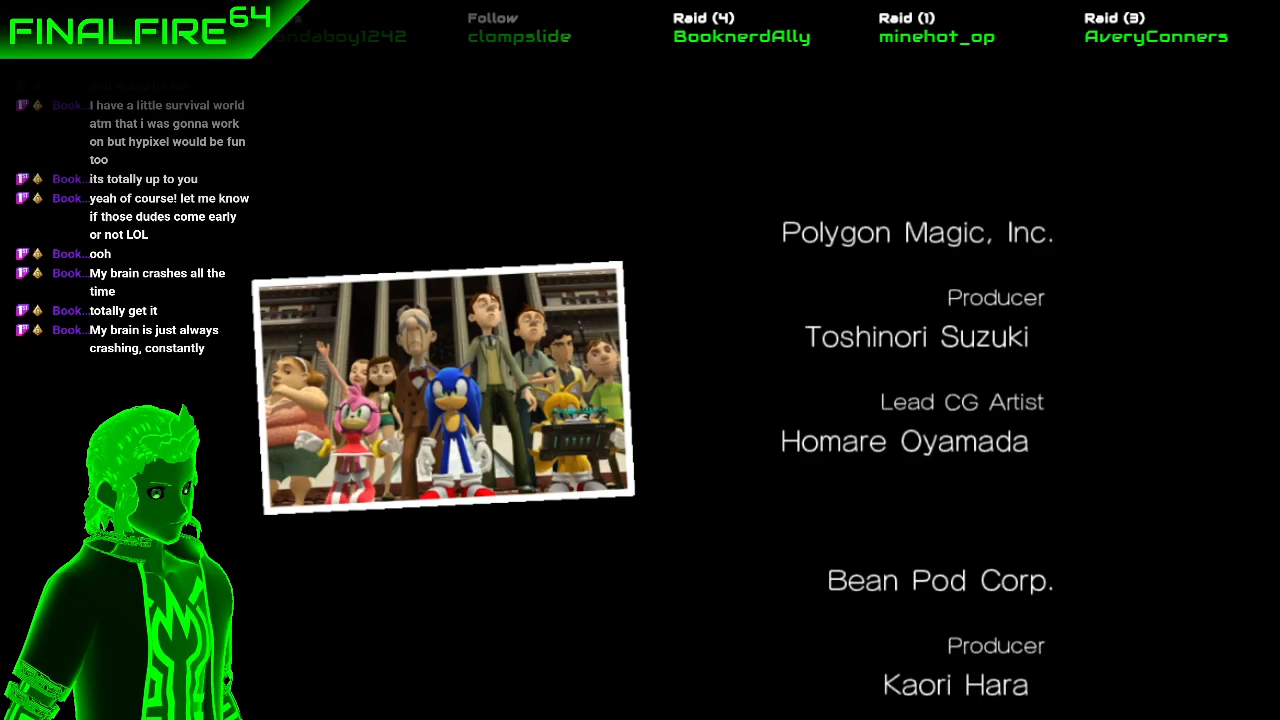 FINALFIRE64
Follow
Raid (4)
Raid (1)
Raid (3)
clompslide
BooknerdAlly
minehot_op
AveryConners
Book... I have a little survival world
atm that i was gonna work
on but hypixel would be fun
too
Book... its totally up to you
Book... yeah of course! let me know
if those dudes come early
or not LOL
Book... ooh
Book... My brain crashes all the
time
Book... totally get it
Book... My brain is just always
crashing, constantly
Polygon Magic, Inc.
Producer
Toshinori Suzuki
Lead CG Artist
Homare Oyamada
Bean Pod Corp.
Producer
Kaori Hara